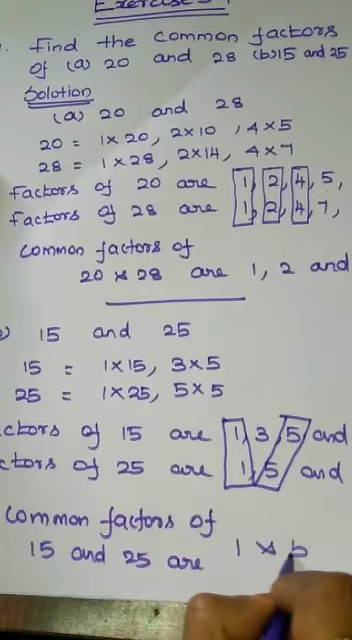 Exercise
1. Find the common factors
of (a) 20 and 28 (b) 15 and 25
Solution
(a) 20 and 28
20 = 1×20, 2×10, 4×5
28 = 1×28, 2×14, 4×7
Factors of 20 are 1, 2, 4, 5,
Factors of 28 are 1, 2, 4, 7,
Common factors of
20 & 28 are 1, 2 and
) 15 and 25
15 = 1×15, 3×5
25 = 1×25, 5×5
ctors of 15 are 1, 3, 5, and
ctors of 25 are 1, 5, and
Common factors of
15 and 25 are 1 &